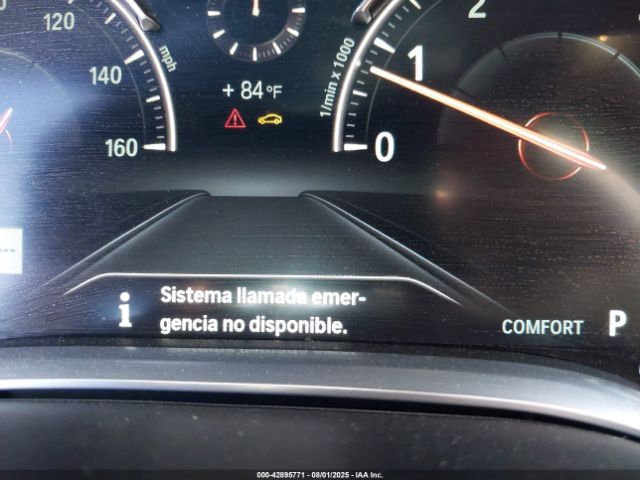 120
2
140
mph
1/min x 1000
1
+ 84°F
160
0
Sistema llamada emer-
gencia no disponible.
COMFORT
P
000-42895771 - 08/01/2025 - IAA Inc.